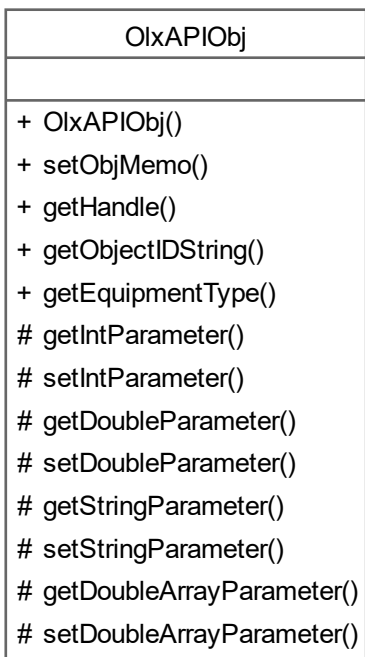 OlxAPIObj
+ OlxAPIObj()
+ setObjMemo()
+ getHandle()
+ getObjectIDString()
+ getEquipmentType()
# getIntParameter()
# setIntParameter()
# getDoubleParameter()
# setDoubleParameter()
# getStringParameter()
# setStringParameter()
# getDoubleArrayParameter()
# setDoubleArrayParameter()